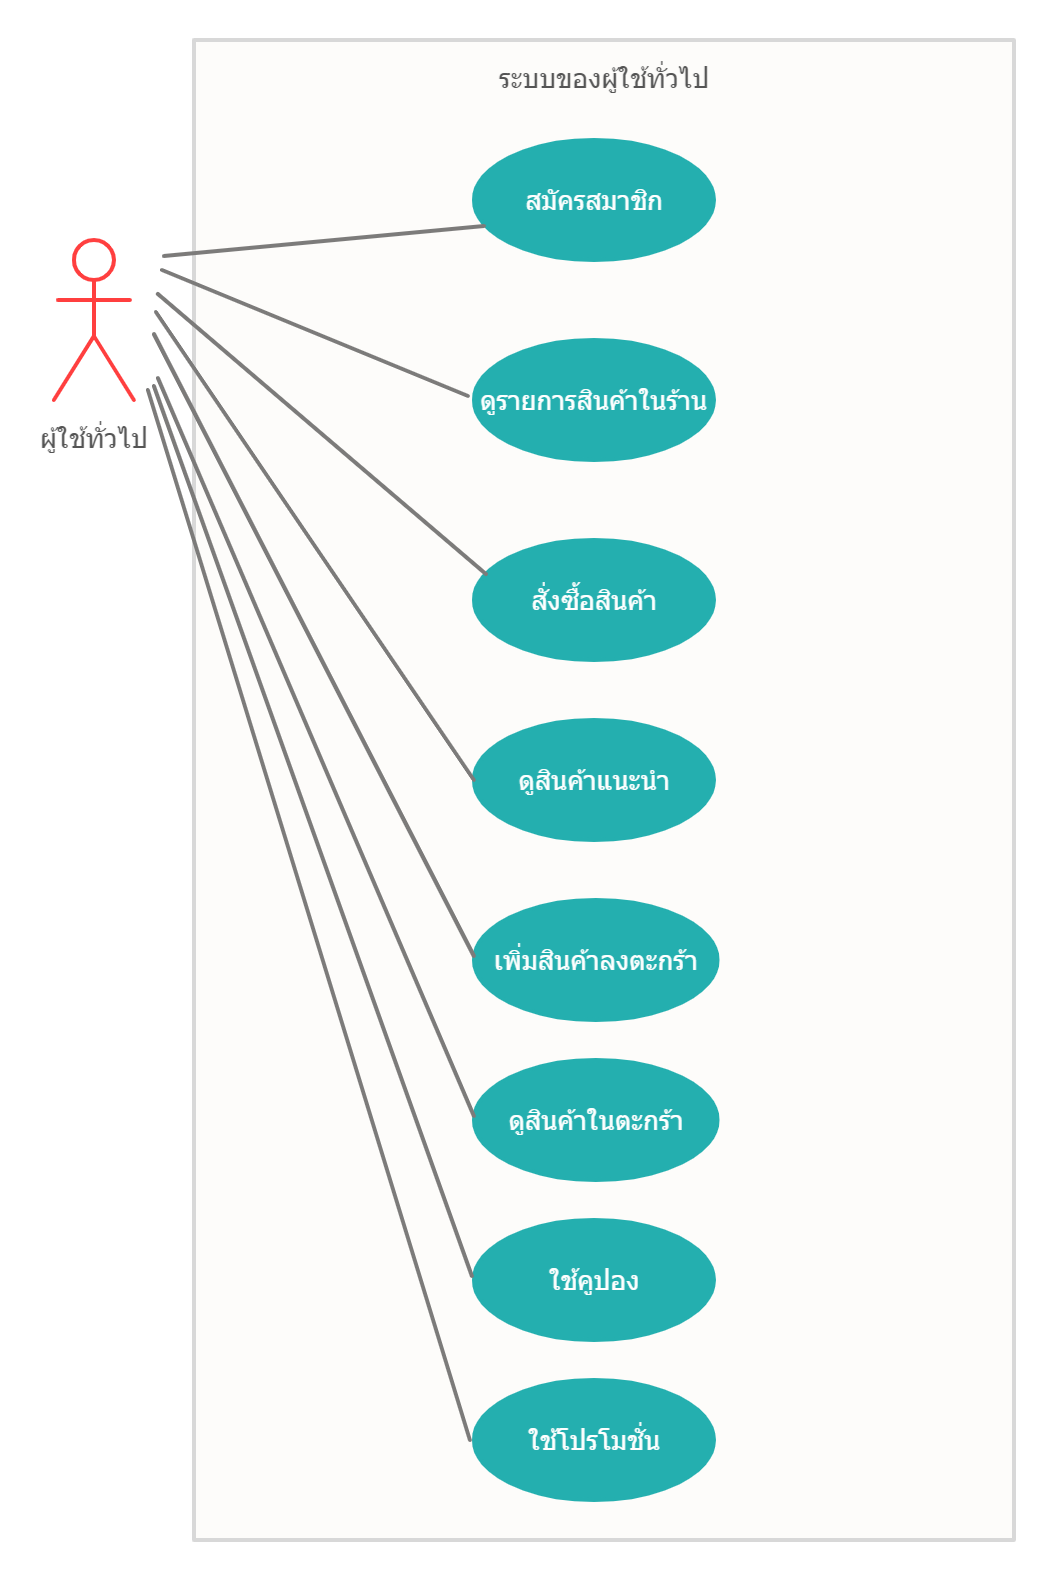 ระบบของผู้ใช้ทั่วไป
สมัครสมาชิก
ดูรายการสินค้าในร้าน
ผู้ใช้ทั่วไป
สั่งซื้อสินค้า
ดูสินค้าแนะนำ
เพิ่มสินค้าลงตะกร้า
ดูสินค้าในตะกร้า
ใช้คูปอง
ใช้โปรโมชั่น